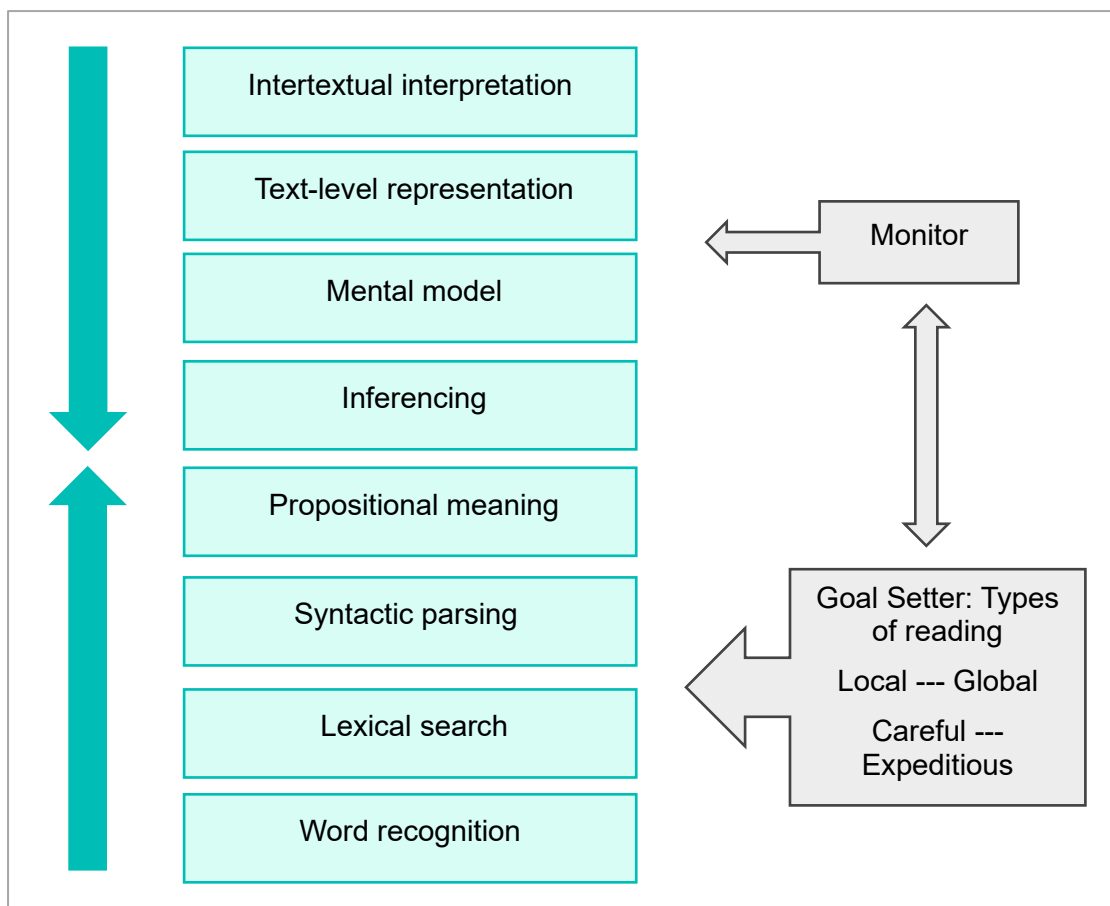 Intertextual interpretation
Text-level representation
Mental model
Inferencing
Propositional meaning
Syntactic parsing
Lexical search
Word recognition
Monitor
Goal Setter: Types
of reading
Local --- Global
Careful ---
Expeditious